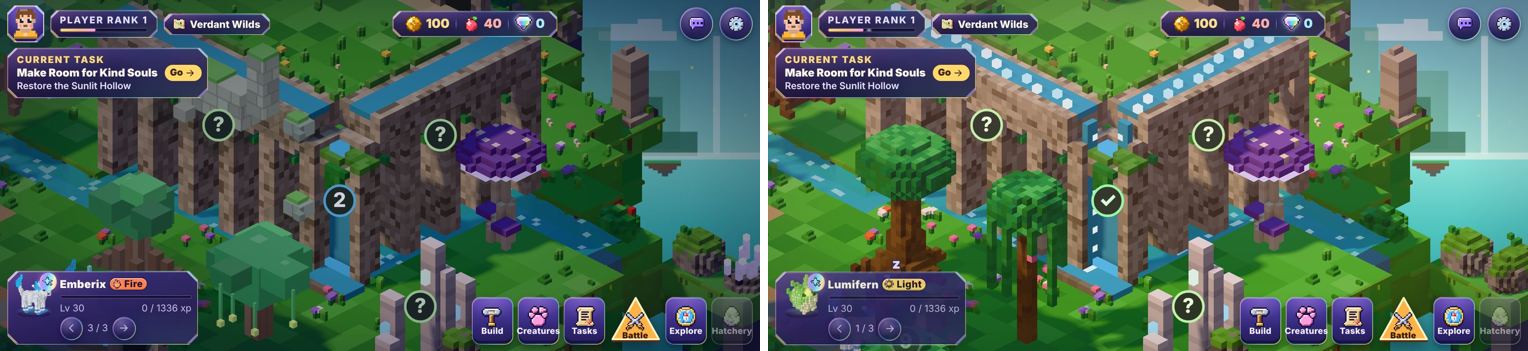 PLAYER RANK 1
Verdant Wilds
100
40
0
CURRENT TASK
Make Room for Kind Souls
Go →
Restore the Sunlit Hollow
?
?
2
?
Emberix
Fire
Lv 30
0 / 1336 xp
3 / 3
Build
Creatures
Tasks
Battle
Explore
Hatchery
PLAYER RANK 1
Verdant Wilds
100
40
0
CURRENT TASK
Make Room for Kind Souls
Go →
Restore the Sunlit Hollow
?
?
?
z
Lumifern
Light
Lv 30
0 / 1336 xp
1 / 3
Build
Creatures
Tasks
Battle
Explore
Hatchery